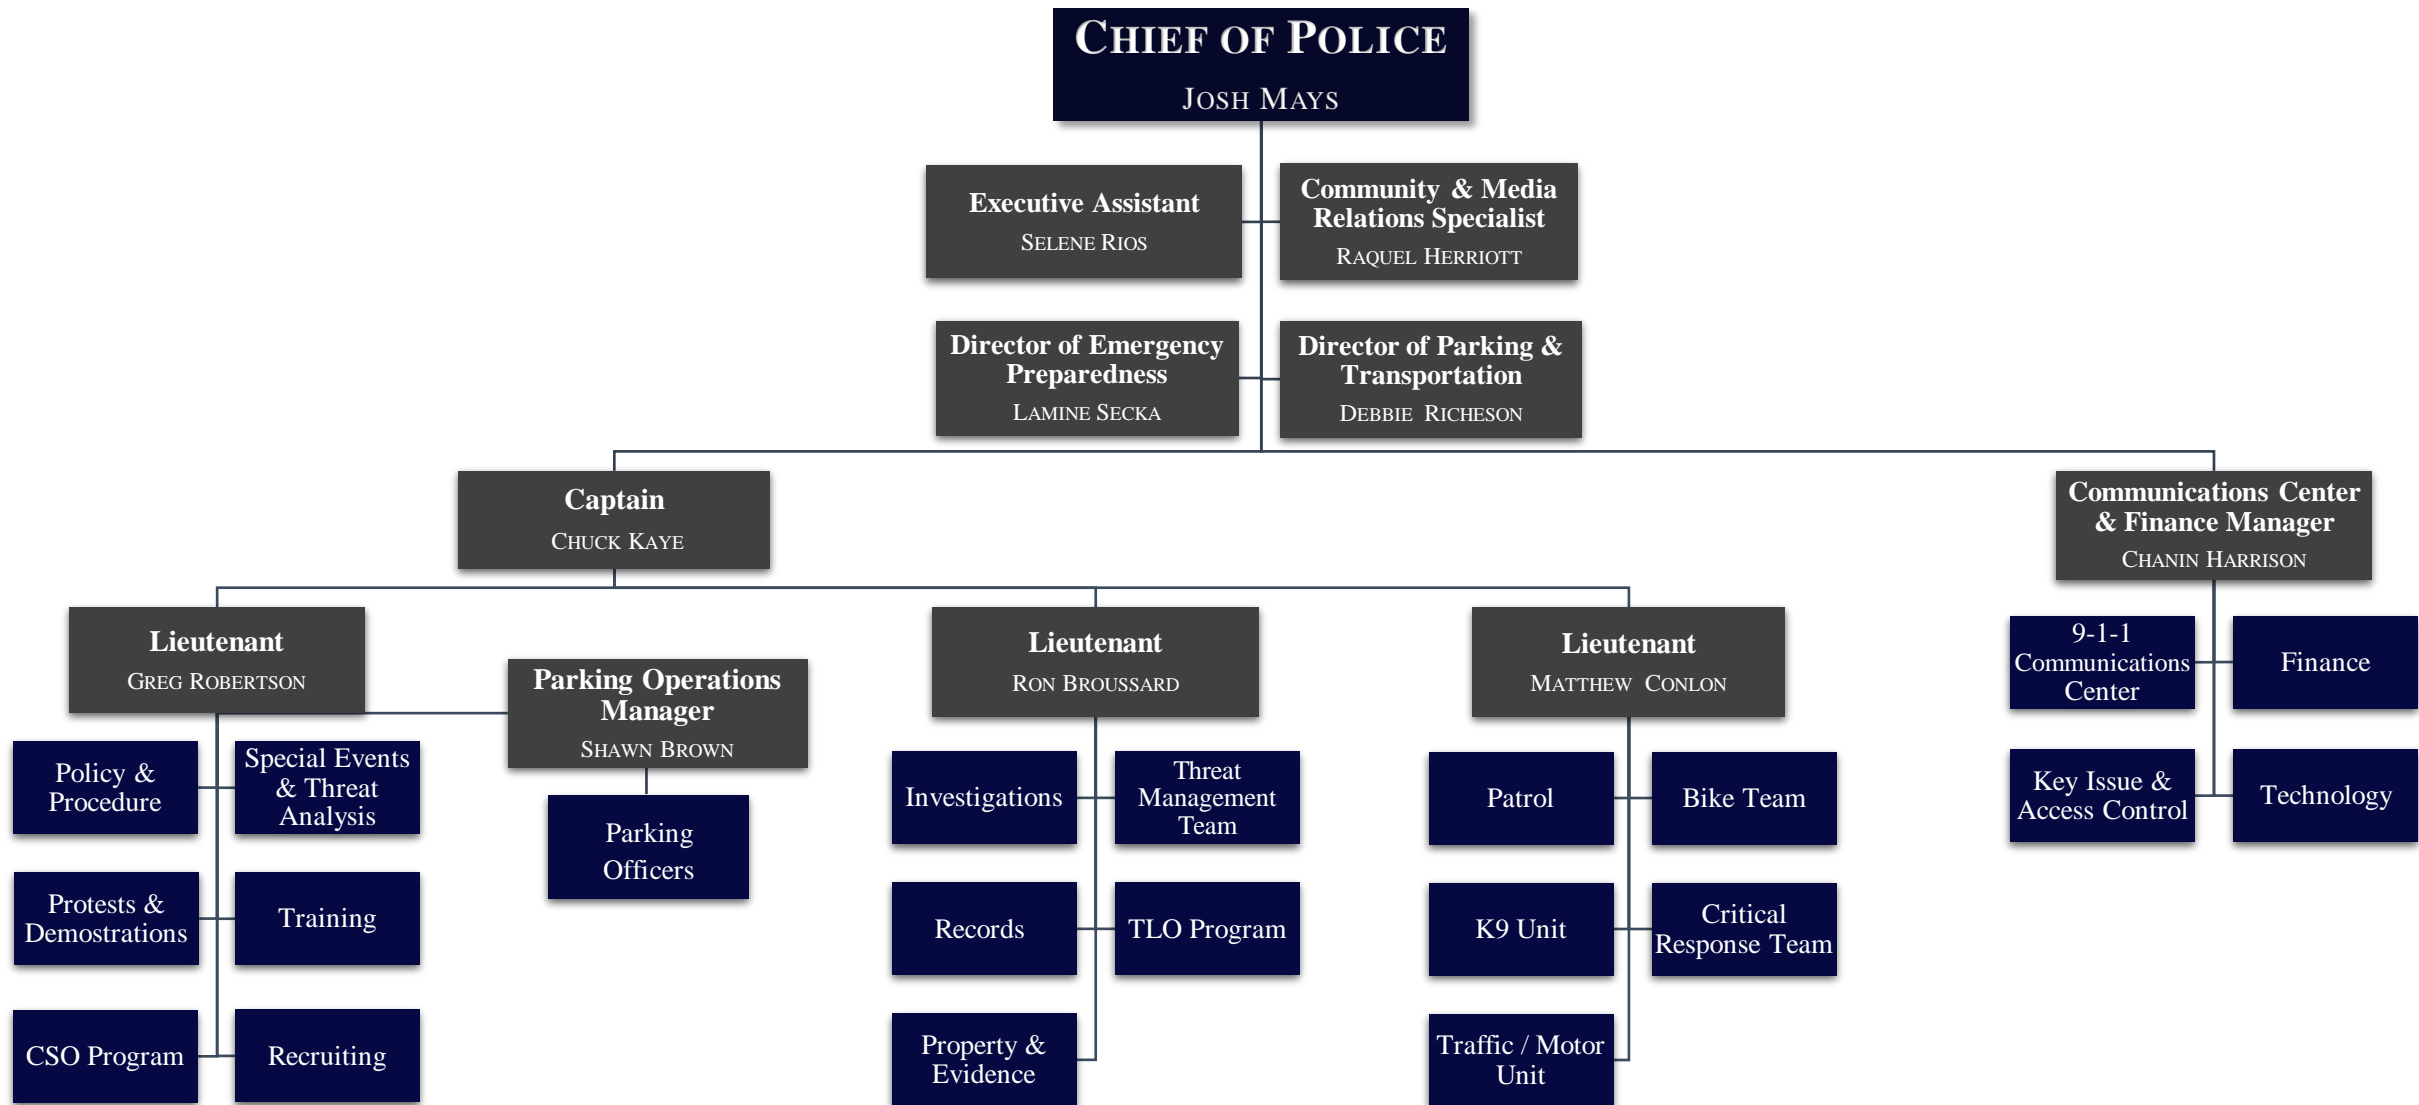 CHIEF OF POLICE
JOSH MAYS
Executive Assistant
SELENE RIOS
Community & Media
Relations Specialist
RAQUEL HERRIOTT
Director of Emergency
Preparedness
LAMINE SECKA
Director of Parking &
Transportation
DEBBIE RICHESON
Captain
CHUCK KAYE
Communications Center
& Finance Manager
CHANIN HARRISON
Lieutenant
GREG ROBERTSON
Parking Operations
Manager
SHAWN BROWN
Lieutenant
RON BROUSSARD
Lieutenant
MATTHEW CONLON
9-1-1
Communications
Center
Finance
Key Issue &
Access Control
Technology
Policy &
Procedure
Special Events
& Threat
Analysis
Parking
Officers
Protests &
Demostrations
Training
CSO Program
Recruiting
Investigations
Threat
Management
Team
Records
TLO Program
Property &
Evidence
Patrol
Bike Team
K9 Unit
Critical
Response Team
Traffic / Motor
Unit